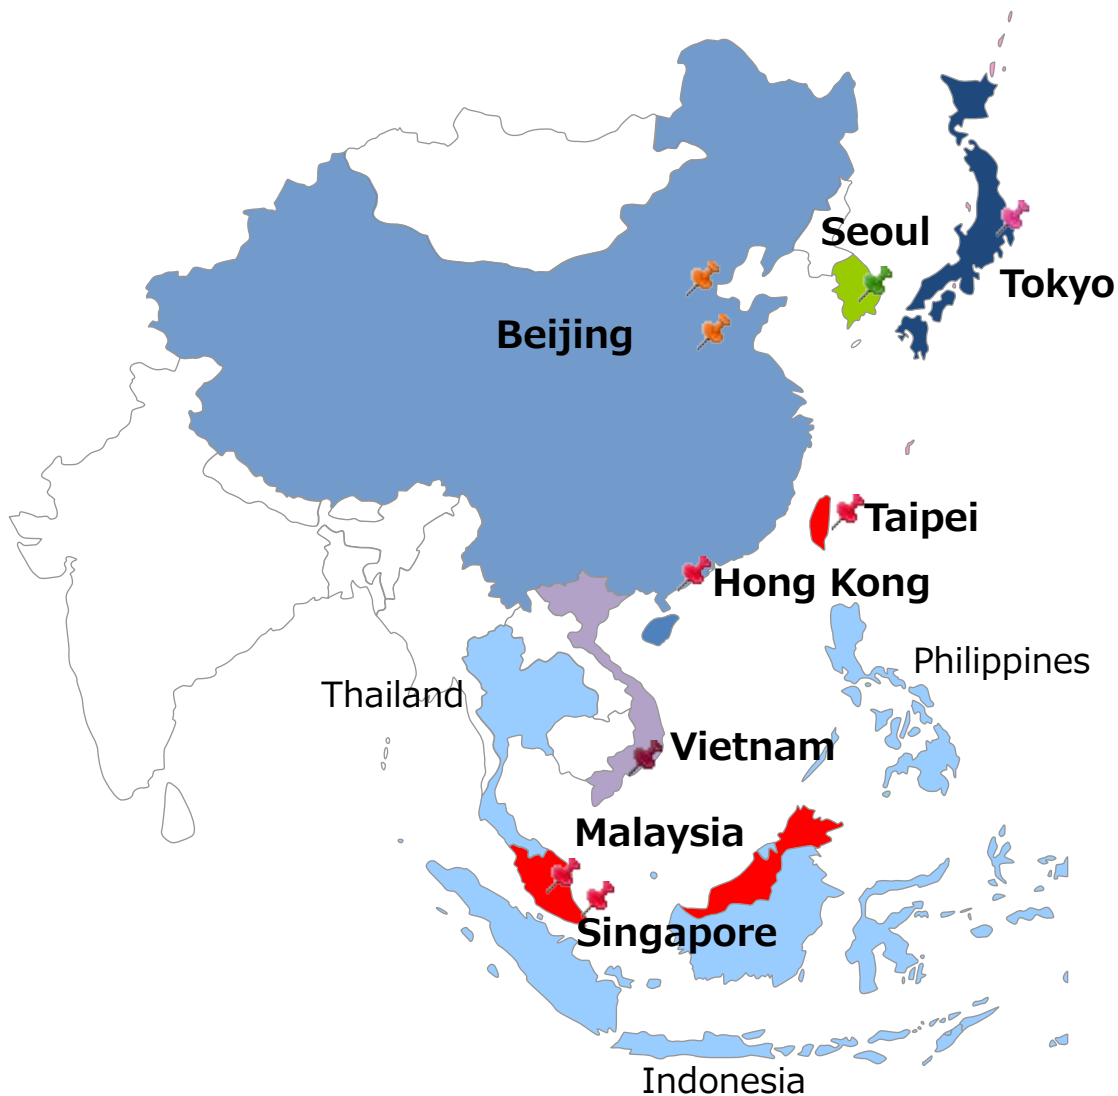 Seoul
Tokyo
Beijing
Taipei
Hong Kong
Philippines
Thailand
Vietnam
Malaysia
Singapore
Indonesia